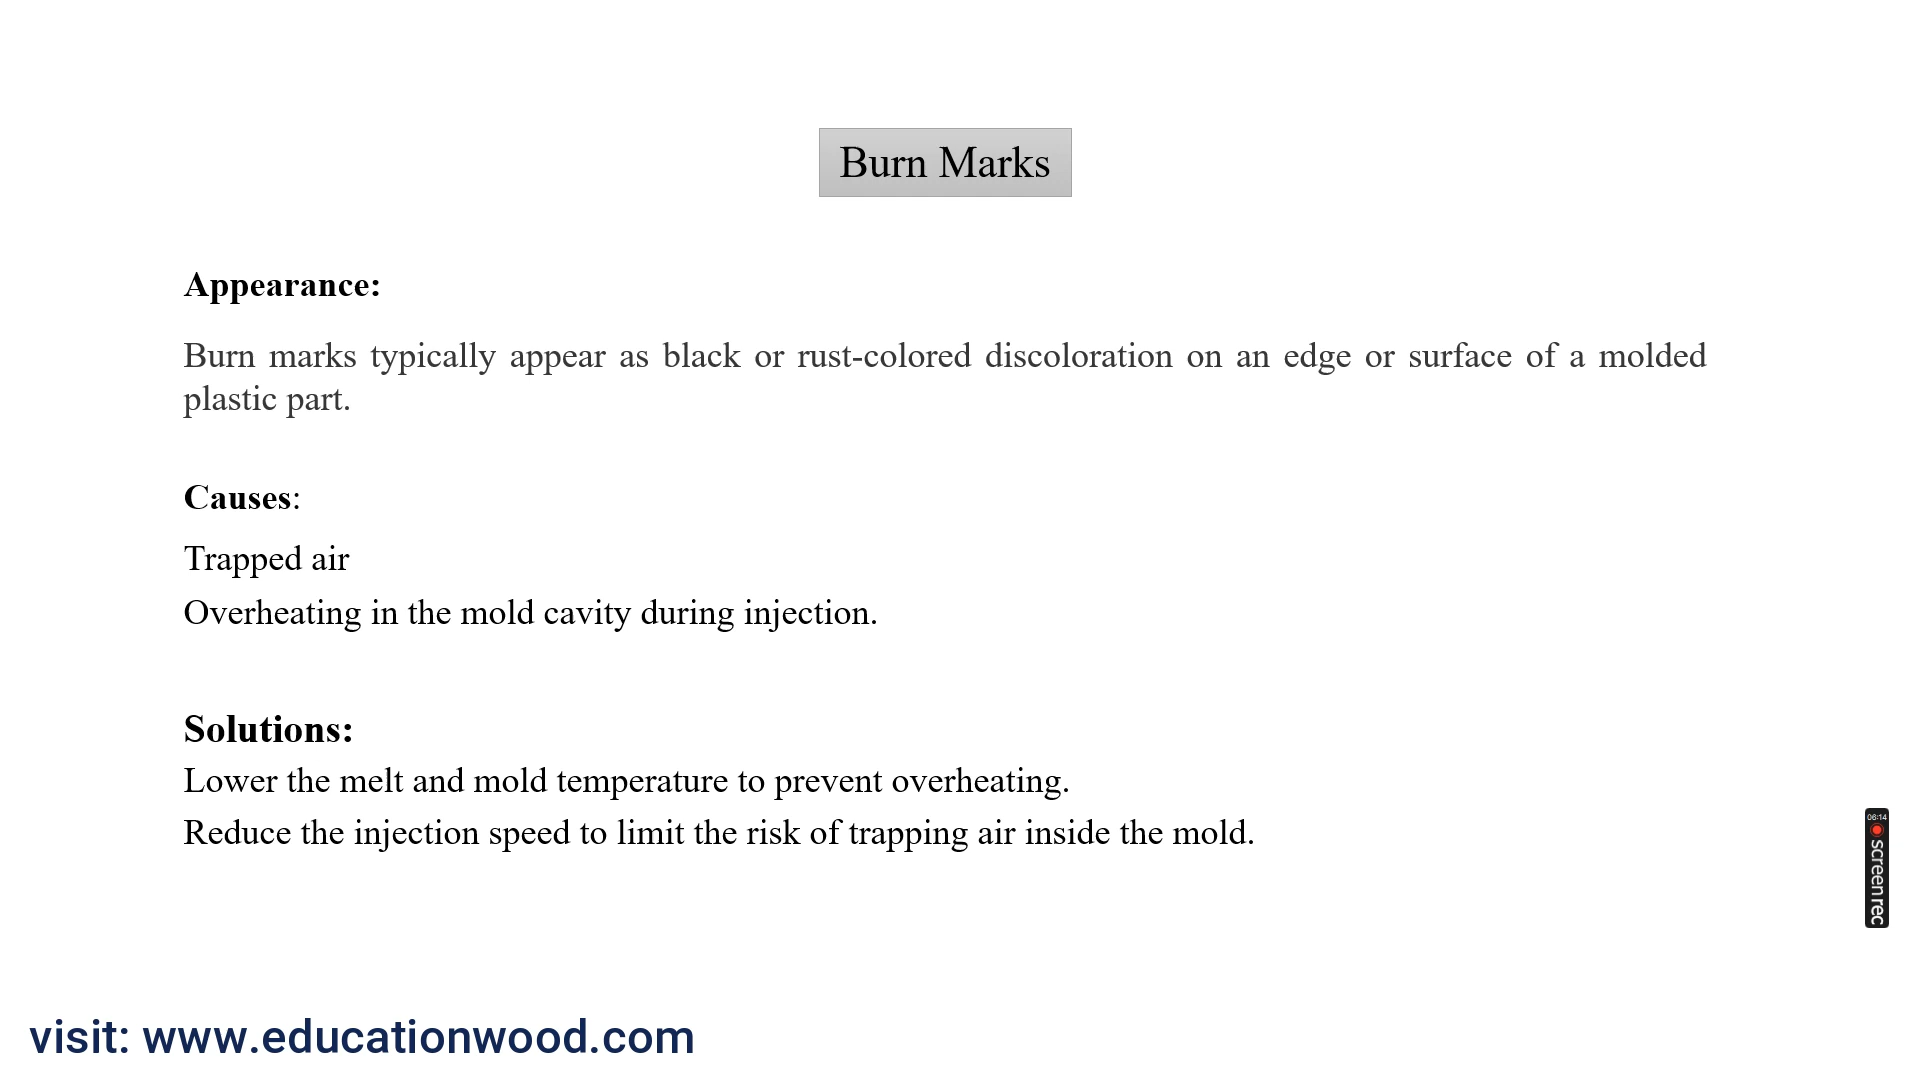 Burn Marks
Appearance:
Burn marks typically appear as black or rust-colored discoloration on an edge or surface of a molded
plastic part.
Causes:
Trapped air
Overheating in the mold cavity during injection.
Solutions:
Lower the melt and mold temperature to prevent overheating.
Reduce the injection speed to limit the risk of trapping air inside the mold.
06:14
screenrec
visit: www.educationwood.com